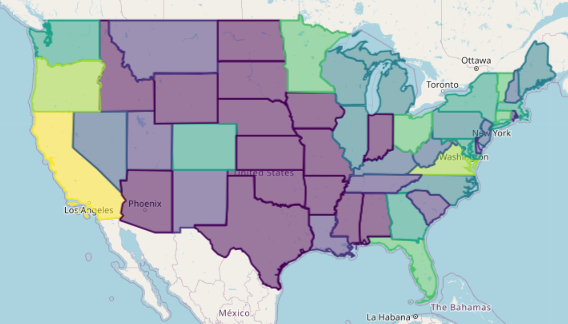 Ottawa
Toronto
New York
Washington
United States
Phoenix
Los Angeles
The Bahamas
México
La Habana